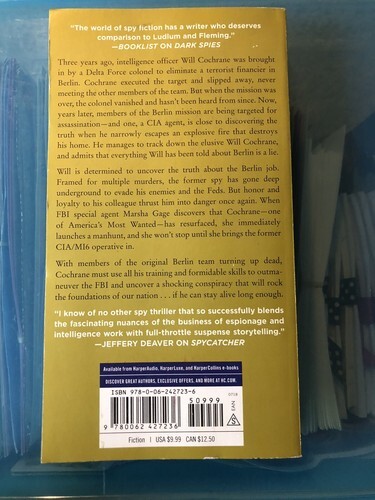 "The world of spy fiction has a writer who deserves
comparison to Ludlum and Fleming."
—BOOKLIST ON DARK SPIES
Three years ago, intelligence officer Will Cochrane was brought
in by a Delta Force colonel to eliminate a terrorist financier in
Berlin. Cochrane executed the target and slipped away, never
meeting the other members of the team. But when the mission was
over, the colonel vanished and hasn't been heard from since. Now,
years later, members of the Berlin mission are being targeted for
assassination—and one, a CIA agent, is close to discovering the
truth when he narrowly escapes an explosive fire that destroys
his home. He manages to track down the elusive Will Cochrane,
and admits that everything Will has been told about Berlin is a lie.
Will is determined to uncover the truth about the Berlin job.
Framed for multiple murders, the former spy has gone deep
underground to evade his enemies and the Feds. But honor and
loyalty to his colleague thrust him into danger once again. When
FBI special agent Marsha Gage discovers that Cochrane—one
of America's Most Wanted—has resurfaced, she immediately
launches a manhunt, and she won't stop until she brings the former
CIA/MI6 operative in.
With members of the original Berlin team turning up dead,
Cochrane must use all his training and formidable skills to outma-
neuver the FBI and uncover a shocking conspiracy that will rock
the foundations of our nation . . . if he can stay alive long enough.
"I know of no other spy thriller that so successfully blends
the fascinating nuances of the business of espionage and
intelligence work with full-throttle suspense storytelling."
—JEFFERY DEAVER ON SPYCATCHER
Available from HarperAudio, HarperLuxe, and HarperCollins e-books
DISCOVER GREAT AUTHORS, EXCLUSIVE OFFERS, AND MORE AT HC.COM.
ISBN 978-0-06-242723-6
50999
9 780062 427236
EAN
S
Fiction | USA $9.99 CAN $12.50